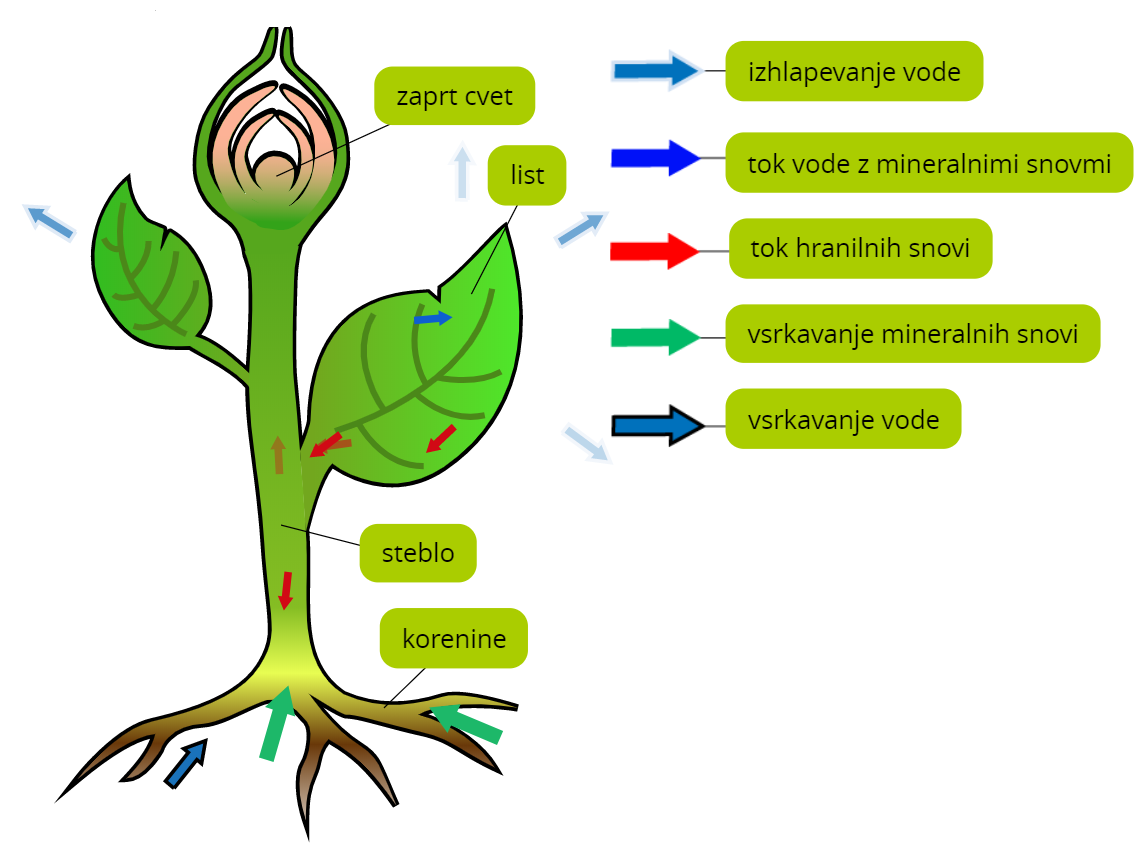 zaprt cvet
list
steblo
korenine
izhlapevanje vode
tok vode z mineralnimi snovmi
tok hranilnih snovi
vsrkavanje mineralnih snovi
vsrkavanje vode